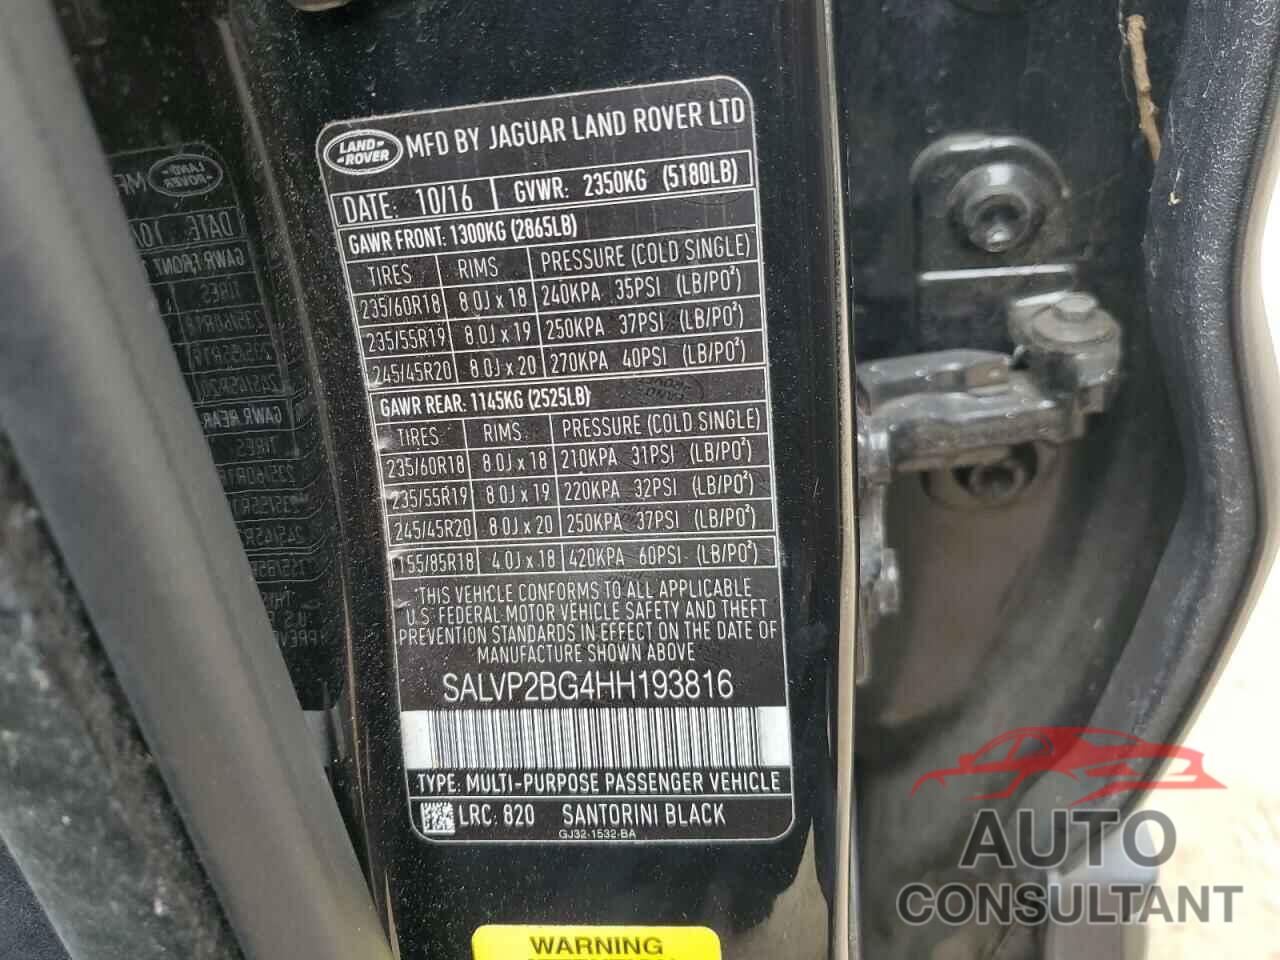 LAND-
-ROVER
MFD BY JAGUAR LAND ROVER LTD
DATE: 10/16 GVWR: 2350KG (5180LB)
GAWR FRONT: 1300KG (2865LB)
TIRES RIMS PRESSURE (COLD SINGLE)
235/60R18 8.0J x 18 240KPA 35PSI (LB/PO²)
235/55R19 8.0J x 19 250KPA 37PSI (LB/PO²)
245/45R20 8.0J x 20 270KPA 40PSI (LB/PO²)
GAWR REAR: 1145KG (2525LB)
TIRES RIMS PRESSURE (COLD SINGLE)
235/60R18 8.0J x 18 210KPA 31PSI (LB/PO²)
235/55R19 8.0J x 19 220KPA 32PSI (LB/PO²)
245/45R20 8.0J x 20 250KPA 37PSI (LB/PO²)
155/85R18 4.0J x 18 420KPA 60PSI (LB/PO²)
THIS VEHICLE CONFORMS TO ALL APPLICABLE
U.S. FEDERAL MOTOR VEHICLE SAFETY AND THEFT
PREVENTION STANDARDS IN EFFECT ON THE DATE OF
MANUFACTURE SHOWN ABOVE
SALVP2BG4HH193816
TYPE: MULTI-PURPOSE PASSENGER VEHICLE
LRC: 820 SANTORINI BLACK
GJ32-1532-BA
WARNING
AUTO
CONSULTANT